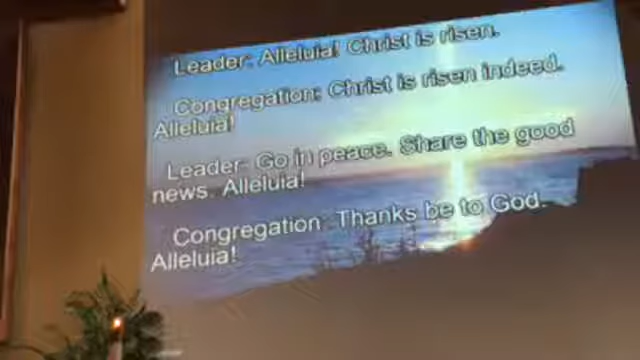 Leader: Alleluia! Christ is risen.
Congregation: Christ is risen indeed.
Alleluia!
Leader: Go in peace. Share the good
news. Alleluia!
Congregation: Thanks be to God.
Alleluia!